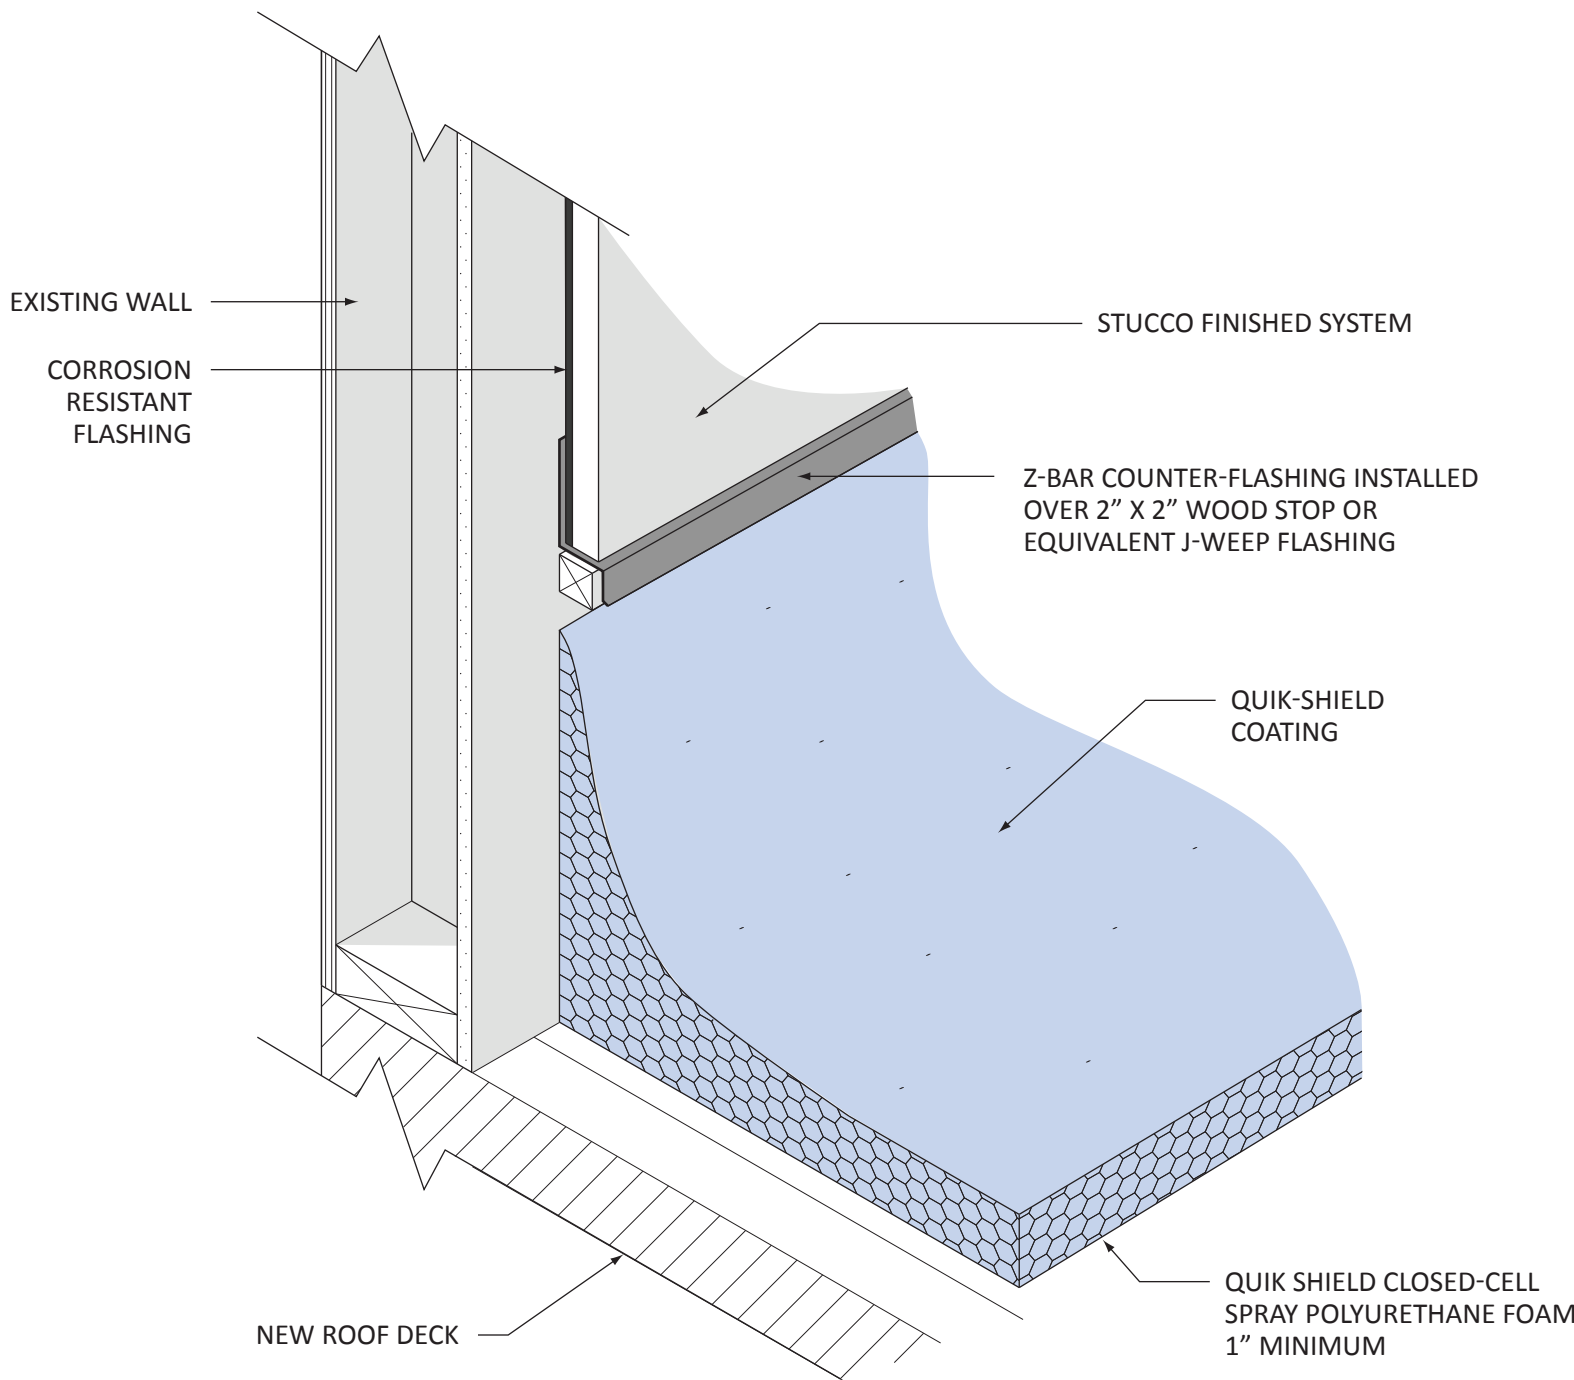 EXISTING WALL
CORROSION
RESISTANT
FLASHING
STUCCO FINISHED SYSTEM
Z-BAR COUNTER-FLASHING INSTALLED
OVER 2” X 2” WOOD STOP OR
EQUIVALENT J-WEEP FLASHING
QUIK-SHIELD
COATING
QUIK SHIELD CLOSED-CELL
SPRAY POLYURETHANE FOAM
1” MINIMUM
NEW ROOF DECK